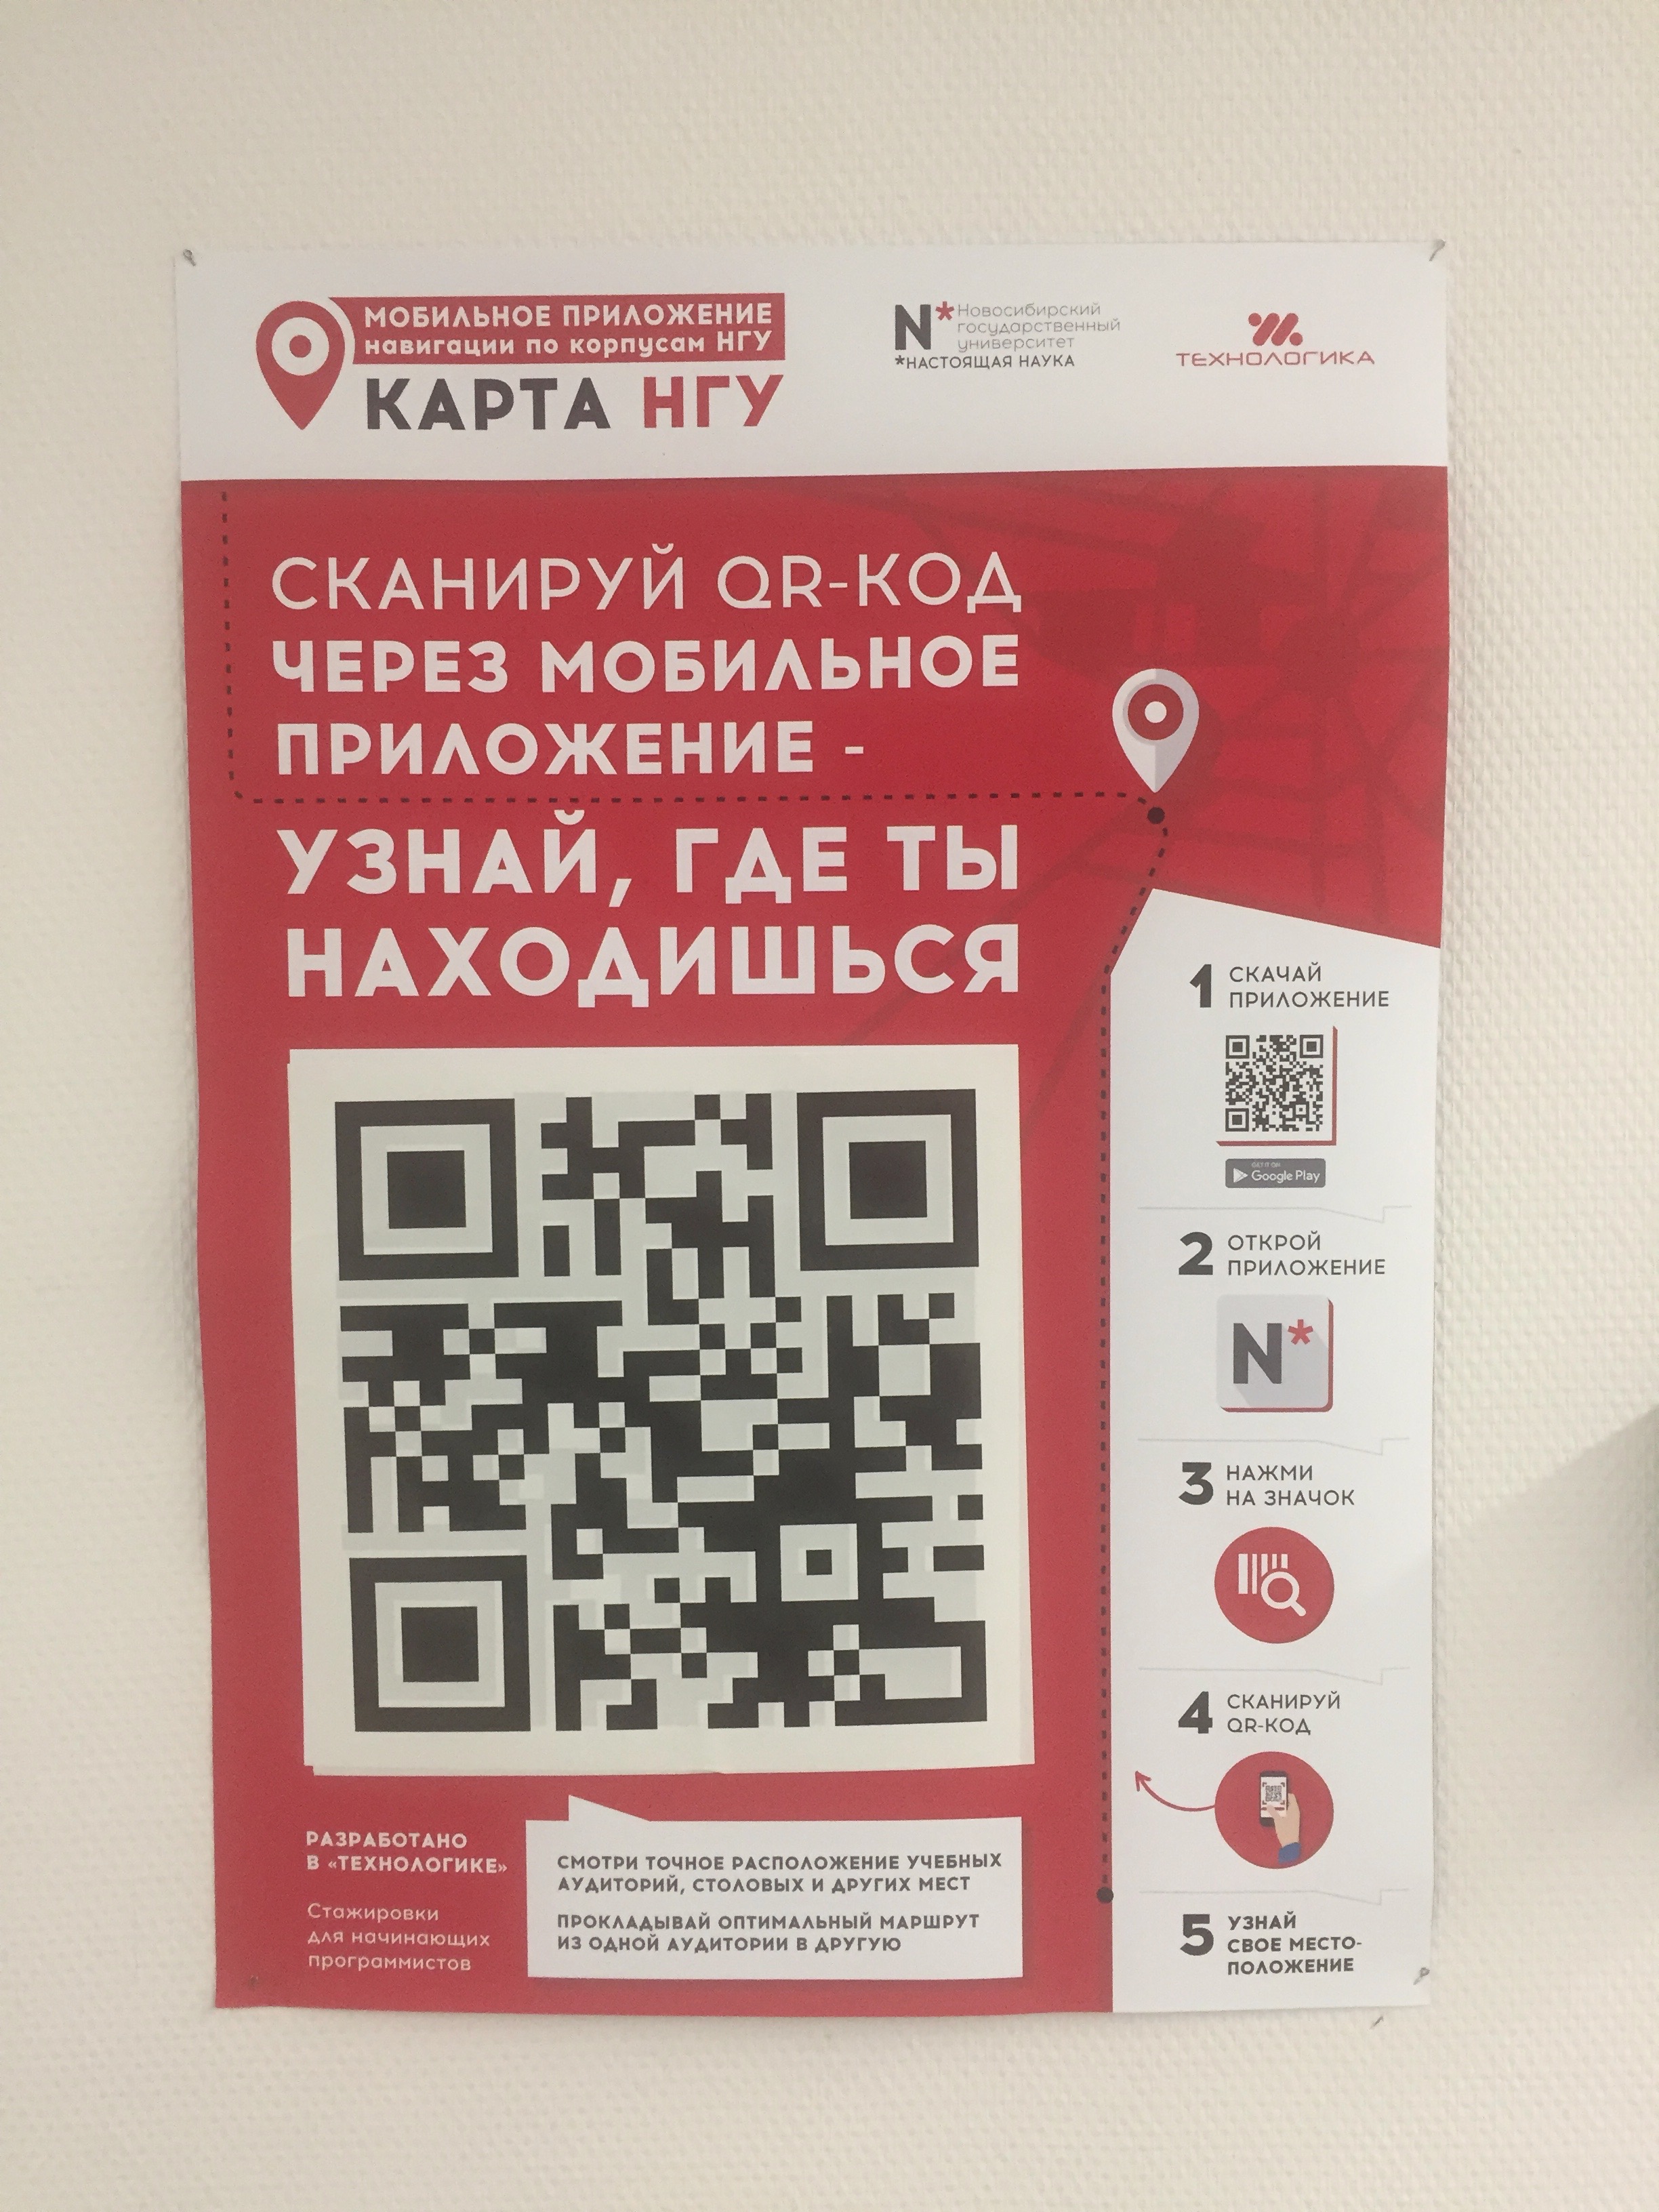 МОБИЛЬНОЕ ПРИЛОЖЕНИЕ
навигации по корпусам НГУ
КАРТА НГУ
N*
Новосибирский
государственный
университет
*НАСТОЯЩАЯ НАУКА
ТЕХНОЛОГИКА
СКАНИРУЙ QR-КОД
ЧЕРЕЗ МОБИЛЬНОЕ
ПРИЛОЖЕНИЕ -
УЗНАЙ, ГДЕ ТЫ
НАХОДИШЬСЯ
1 СКАЧАЙ
ПРИЛОЖЕНИЕ
GET IT ON
Google Play
2 ОТКРОЙ
ПРИЛОЖЕНИЕ
N*
3 НАЖМИ
НА ЗНАЧОК
4 СКАНИРУЙ
QR-КОД
5 УЗНАЙ
СВОЕ МЕСТО-
ПОЛОЖЕНИЕ
РАЗРАБОТАНО
В «ТЕХНОЛОГИКЕ»
Стажировки
для начинающих
программистов
СМОТРИ ТОЧНОЕ РАСПОЛОЖЕНИЕ УЧЕБНЫХ
АУДИТОРИЙ, СТОЛОВЫХ И ДРУГИХ МЕСТ
ПРОКЛАДЫВАЙ ОПТИМАЛЬНЫЙ МАРШРУТ
ИЗ ОДНОЙ АУДИТОРИИ В ДРУГУЮ